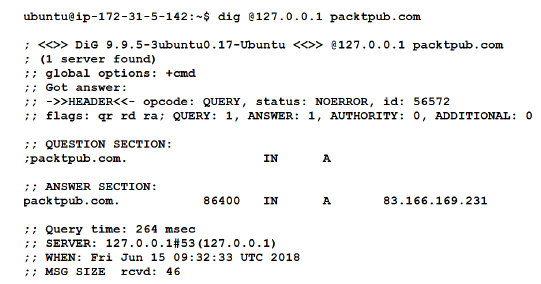 ubuntu@ip-172-31-5-142:~$ dig @127.0.0.1 packtpub.com
; <<>> DiG 9.9.5-3ubuntu0.17-Ubuntu <<>> @127.0.0.1 packtpub.com
; (1 server found)
;; global options: +cmd
;; Got answer:
;; ->>HEADER<<- opcode: QUERY, status: NOERROR, id: 56572
;; flags: qr rd ra; QUERY: 1, ANSWER: 1, AUTHORITY: 0, ADDITIONAL: 0
;; QUESTION SECTION:
;packtpub.com. IN A
;; ANSWER SECTION:
packtpub.com. 86400 IN A 83.166.169.231
;; Query time: 264 msec
;; SERVER: 127.0.0.1#53(127.0.0.1)
;; WHEN: Fri Jun 15 09:32:33 UTC 2018
;; MSG SIZE rcvd: 46